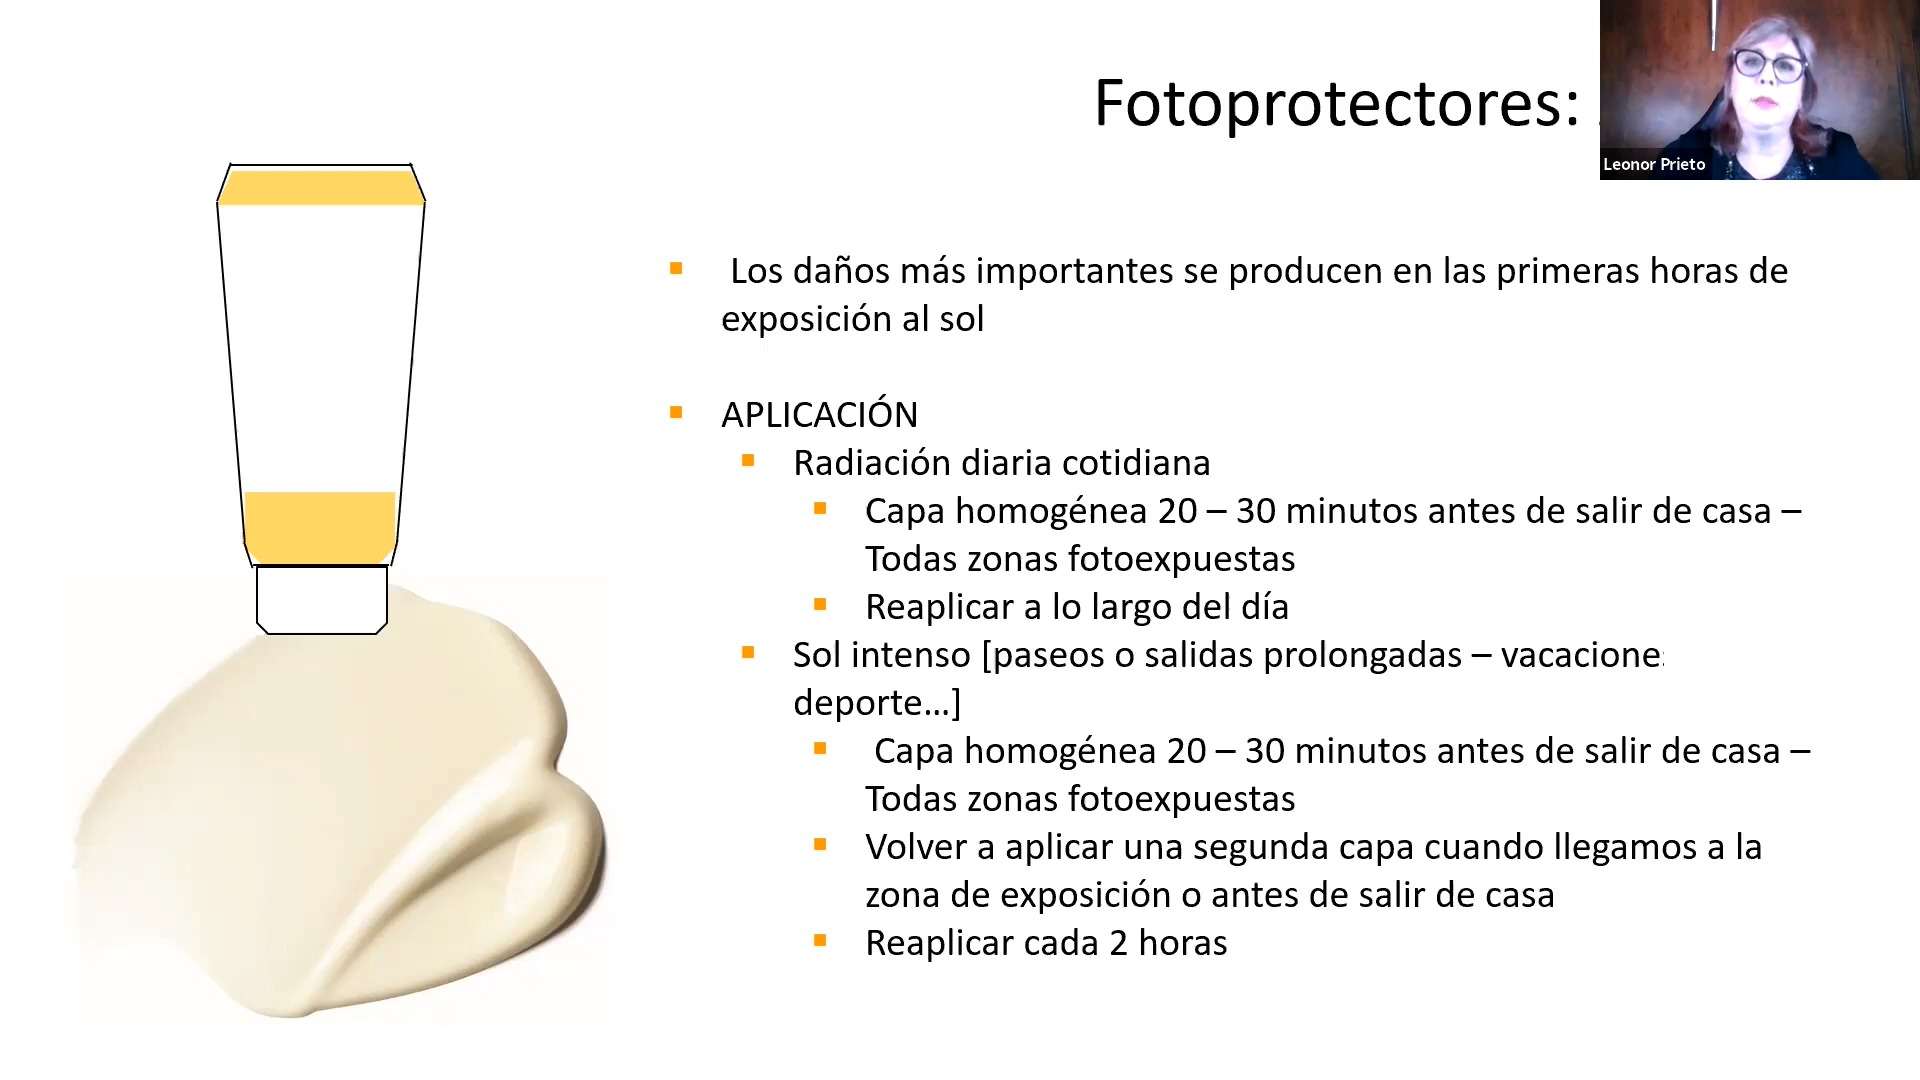 Fotoprotectores:
Leonor Prieto
Los daños más importantes se producen en las primeras horas de
exposición al sol
APLICACIÓN
Radiación diaria cotidiana
Capa homogénea 20 – 30 minutos antes de salir de casa –
Todas zonas fotoexpuestas
Reaplicar a lo largo del día
Sol intenso [paseos o salidas prolongadas –
deporte…]
Capa homogénea 20 – 30 minutos antes de salir de casa –
Todas zonas fotoexpuestas
Volver a aplicar una segunda capa cuando llegamos a la
zona de exposición o antes de salir de casa
Reaplicar cada 2 horas